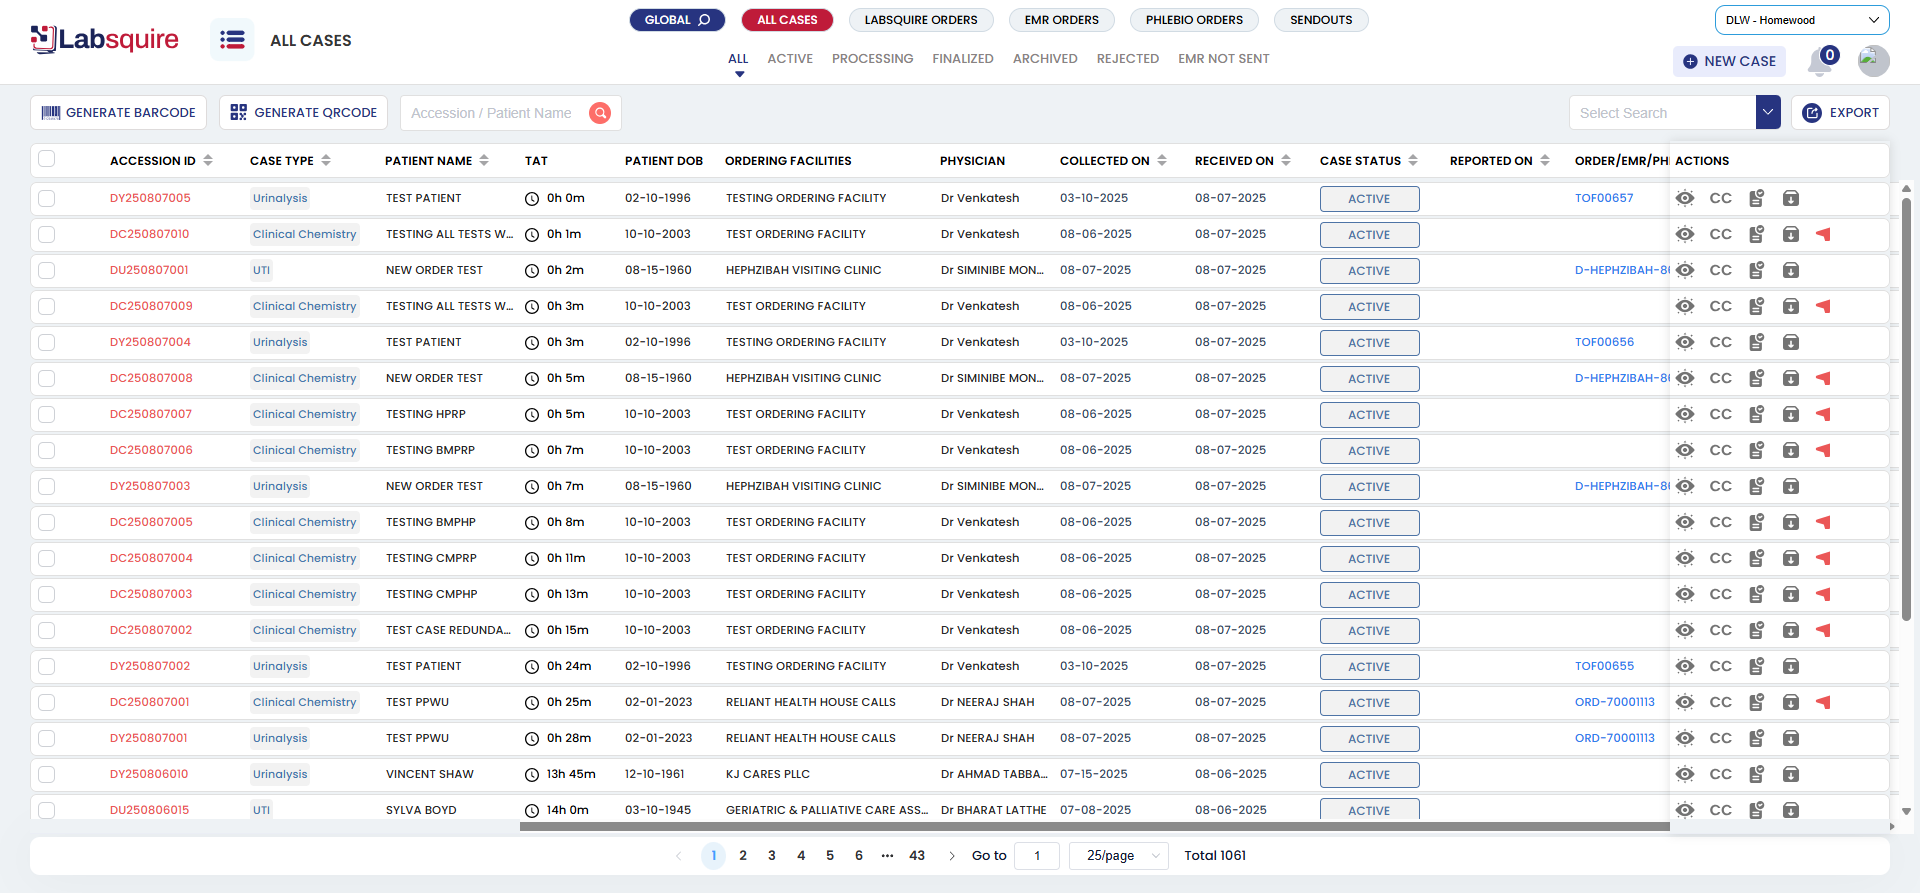 GLOBAL ALL CASES LABSQUIRE ORDERS EMR ORDERS PHLEBIO ORDERS SENDOUTS
DLW - Homewood
Labsquire ALL CASES
ALL ACTIVE PROCESSING FINALIZED ARCHIVED REJECTED EMR NOT SENT
NEW CASE 0
GENERATE BARCODE GENERATE QRCODE Accession / Patient Name Select Search EXPORT
ACCESSION ID CASE TYPE PATIENT NAME TAT PATIENT DOB ORDERING FACILITIES PHYSICIAN COLLECTED ON RECEIVED ON CASE STATUS REPORTED ON ORDER/EMR/PH ACTIONS
DY250807005 Urinalysis TEST PATIENT 0h 0m 02-10-1996 TESTING ORDERING FACILITY Dr Venkatesh 03-10-2025 08-07-2025 ACTIVE TOF00657 CC
DC250807010 Clinical Chemistry TESTING ALL TESTS W... 0h 1m 10-10-2003 TEST ORDERING FACILITY Dr Venkatesh 08-06-2025 08-07-2025 ACTIVE CC
DU250807001 UTI NEW ORDER TEST 0h 2m 08-15-1960 HEPHZIBAH VISITING CLINIC Dr SIMINIBE MON... 08-07-2025 08-07-2025 ACTIVE D-HEPHZIBAH-8 CC
DC250807009 Clinical Chemistry TESTING ALL TESTS W... 0h 3m 10-10-2003 TEST ORDERING FACILITY Dr Venkatesh 08-06-2025 08-07-2025 ACTIVE CC
DY250807004 Urinalysis TEST PATIENT 0h 3m 02-10-1996 TESTING ORDERING FACILITY Dr Venkatesh 03-10-2025 08-07-2025 ACTIVE TOF00656 CC
DC250807008 Clinical Chemistry NEW ORDER TEST 0h 5m 08-15-1960 HEPHZIBAH VISITING CLINIC Dr SIMINIBE MON... 08-07-2025 08-07-2025 ACTIVE D-HEPHZIBAH-8 CC
DC250807007 Clinical Chemistry TESTING HPRP 0h 5m 10-10-2003 TEST ORDERING FACILITY Dr Venkatesh 08-06-2025 08-07-2025 ACTIVE CC
DC250807006 Clinical Chemistry TESTING BMPRP 0h 7m 10-10-2003 TEST ORDERING FACILITY Dr Venkatesh 08-06-2025 08-07-2025 ACTIVE CC
DY250807003 Urinalysis NEW ORDER TEST 0h 7m 08-15-1960 HEPHZIBAH VISITING CLINIC Dr SIMINIBE MON... 08-07-2025 08-07-2025 ACTIVE D-HEPHZIBAH-8 CC
DC250807005 Clinical Chemistry TESTING BMPHP 0h 8m 10-10-2003 TEST ORDERING FACILITY Dr Venkatesh 08-06-2025 08-07-2025 ACTIVE CC
DC250807004 Clinical Chemistry TESTING CMPRP 0h 11m 10-10-2003 TEST ORDERING FACILITY Dr Venkatesh 08-06-2025 08-07-2025 ACTIVE CC
DC250807003 Clinical Chemistry TESTING CMPHP 0h 13m 10-10-2003 TEST ORDERING FACILITY Dr Venkatesh 08-06-2025 08-07-2025 ACTIVE CC
DC250807002 Clinical Chemistry TEST CASE REDUNDA... 0h 15m 10-10-2003 TEST ORDERING FACILITY Dr Venkatesh 08-06-2025 08-07-2025 ACTIVE CC
DY250807002 Urinalysis TEST PATIENT 0h 24m 02-10-1996 TESTING ORDERING FACILITY Dr Venkatesh 03-10-2025 08-07-2025 ACTIVE TOF00655 CC
DC250807001 Clinical Chemistry TEST PPWU 0h 25m 02-01-2023 RELIANT HEALTH HOUSE CALLS Dr NEERAJ SHAH 08-07-2025 08-07-2025 ACTIVE ORD-70001113 CC
DY250807001 Urinalysis TEST PPWU 0h 28m 02-01-2023 RELIANT HEALTH HOUSE CALLS Dr NEERAJ SHAH 08-07-2025 08-07-2025 ACTIVE ORD-70001113 CC
DY250806010 Urinalysis VINCENT SHAW 13h 45m 12-10-1961 KJ CARES PLLC Dr AHMAD TABBA... 07-15-2025 08-06-2025 ACTIVE CC
DU250806015 UTI SYLVA BOYD 14h 0m 03-10-1945 GERIATRIC & PALLIATIVE CARE ASS... Dr BHARAT LATTHE 07-08-2025 08-06-2025 ACTIVE CC
1 2 3 4 5 6 ••• 43 Go to 1 25/page Total 1061